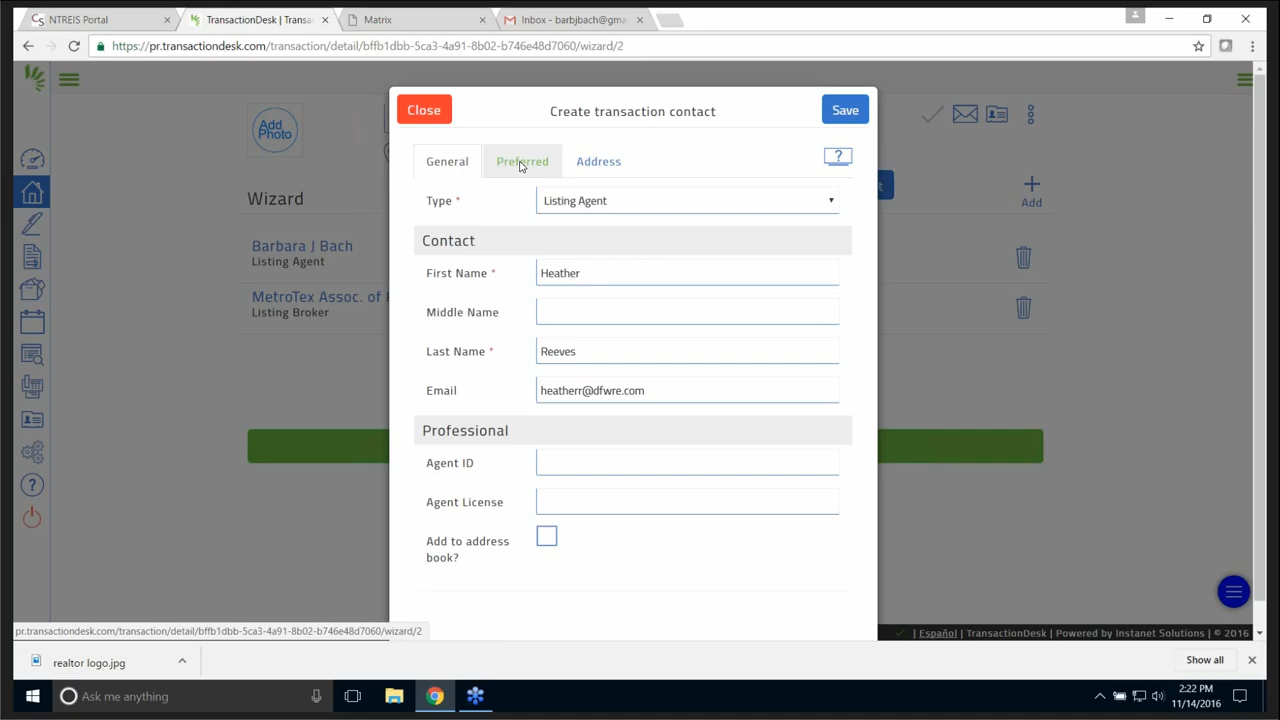 NTREIS Portal
TransactionDesk | Transa
Matrix
Inbox - barbjbach@gma
https://pr.transactiondesk.com/transaction/detail/bffb1dbb-5ca3-4a91-8b02-b746e48d7060/wizard/2
Add Photo
Close
Create transaction contact
Save
General
Preferred
Address
?
Wizard
Add
Type *
Listing Agent
Barbara J Bach
Listing Agent
Contact
First Name *
Heather
MetroTex Assoc. of
Listing Broker
Middle Name
Last Name *
Reeves
Email
heatherr@dfwre.com
Professional
Agent ID
Agent License
Add to address book?
pr.transactiondesk.com/transaction/detail/bffb1dbb-5ca3-4a91-8b02-b746e48d7060/wizard/2
| Español | TransactionDesk | Powered by Instanet Solutions | © 2016
realtor logo.jpg
Show all
Ask me anything
2:22 PM
11/14/2016